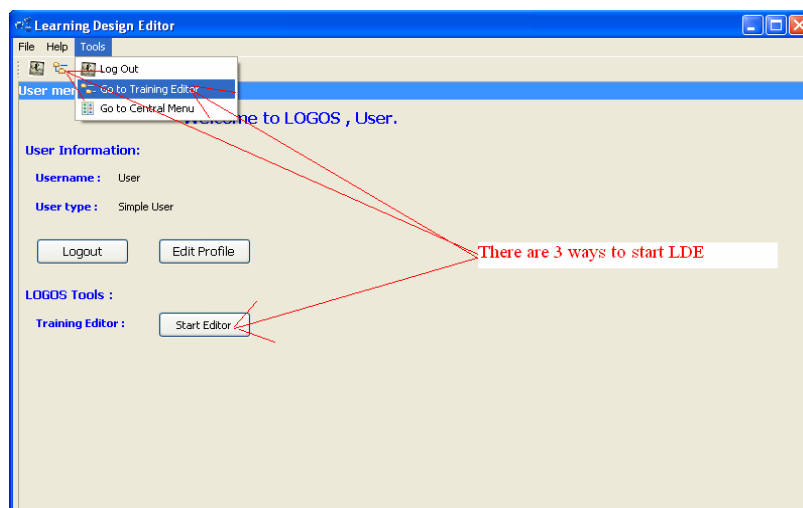 Learning Design Editor
File Help Tools
Log Out
User men
Go to Training Editor
Go to Central Menu
Welcome to LOGOS , User.
User Information:
Username : User
User type : Simple User
Logout Edit Profile
There are 3 ways to start LDE
LOGOS Tools :
Training Editor : Start Editor